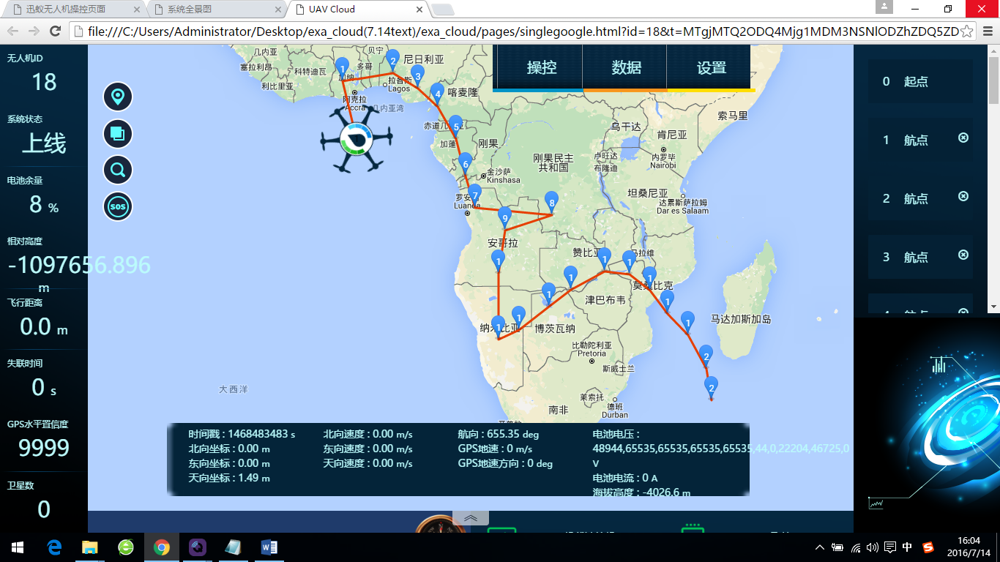 迅蚁无人机操控页面
系统全景图
UAV Cloud
file:///C:/Users/Administrator/Desktop/exa_cloud(7.14text)/exa_cloud/pages/singlegoogle.html?id=18&t=MTgjMTQ2ODQ4Mjg1MDM3NSNlODZhZDQ5ZD
无人机ID
18
系统状态
上线
电池余量
8 %
相对高度
-1097656.896
m
飞行距离
0.0 m
失联时间
0 s
GPS水平置信度
9999
卫星数
0
SOS
操控
数据
设置
几内亚
塞拉利昂
科特迪瓦
利比里亚
加纳
多哥
贝宁
尼日利亚
拉各斯
Lagos
阿克拉
Accra
几内亚湾
喀麦隆
赤道几
加蓬
刚果
金沙萨
Kinshasa
刚果民主
共和国
乌干达
肯尼亚
索马里
卢旺达
布隆迪
内罗毕
Nairobi
坦桑尼亚
达累斯萨拉姆
Dar es Salaam
罗安
Luanda
安哥拉
赞比亚
马拉维
莫桑比克
津巴布韦
纳米比亚
博茨瓦纳
马达加斯加岛
比勒陀利亚
Pretoria
斯威士兰
莱索托
德班
Durban
南非
大西洋
1
2
3
4
5
6
7
8
9
1
1
1
1
1
1
1
1
1
1
2
2
时间戳 : 1468483483 s
北向坐标 : 0.00 m
东向坐标 : 0.00 m
天向坐标 : 1.49 m
北向速度 : 0.00 m/s
东向速度 : 0.00 m/s
天向速度 : 0.00 m/s
航向 : 655.35 deg
GPS地速 : 0 m/s
GPS地速方向 : 0 deg
电池电压 :
48944,65535,65535,65535,65535,44,0,22204,46725,0
V
电池电流 : 0 A
海拔高度 : -4026.6 m
0 起点
1 航点
2 航点
3 航点
4 航点
中
16:04
2016/7/14